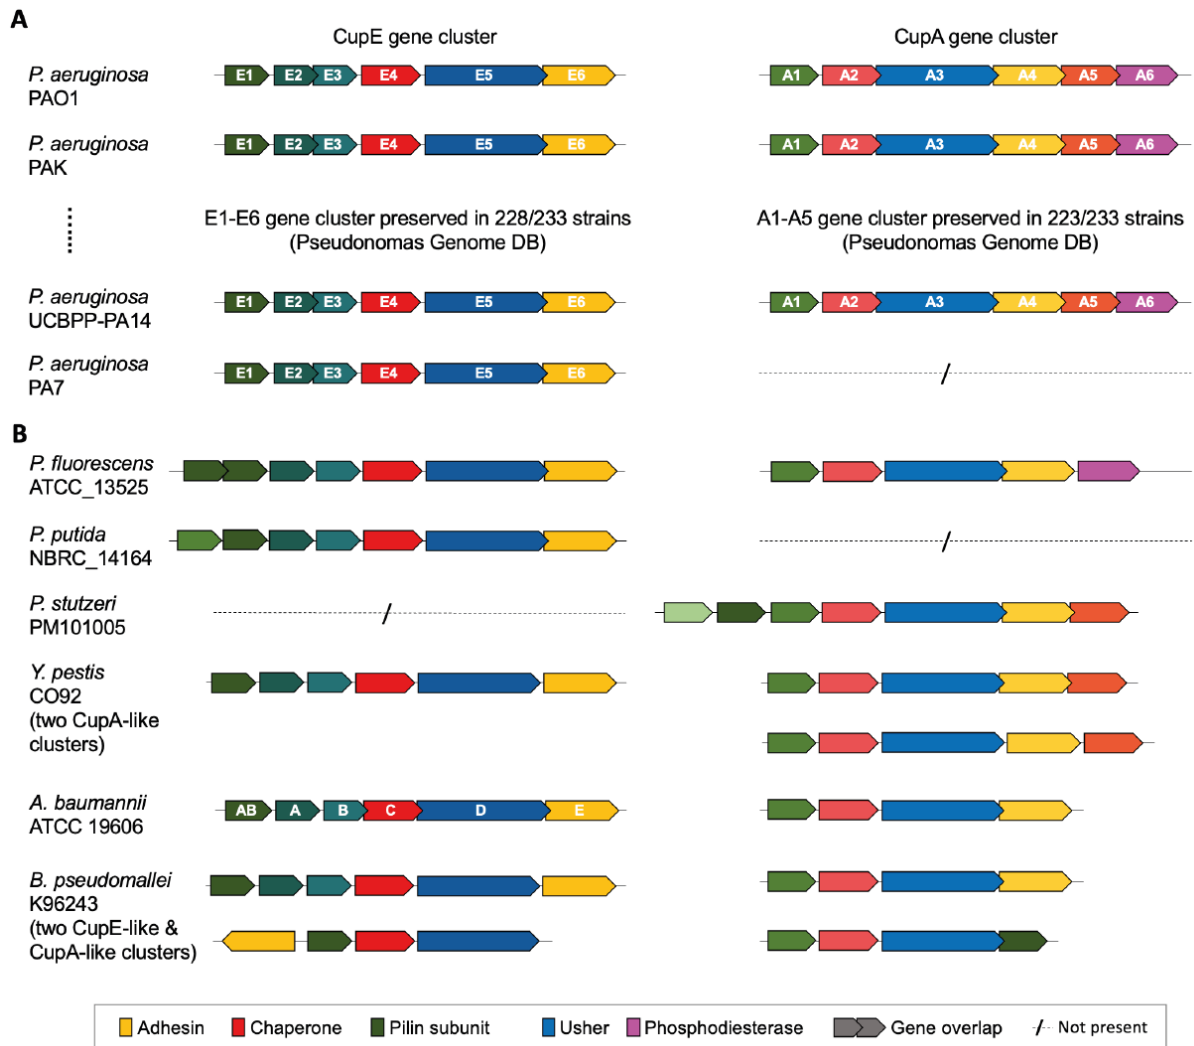 A
CupE gene cluster
CupA gene cluster
P. aeruginosa
PAO1
E1 E2 E3 E4 E5 E6
A1 A2 A3 A4 A5 A6
P. aeruginosa
PAK
E1 E2 E3 E4 E5 E6
A1 A2 A3 A4 A5 A6
E1-E6 gene cluster preserved in 228/233 strains
(Pseudonomas Genome DB)
A1-A5 gene cluster preserved in 223/233 strains
(Pseudonomas Genome DB)
P. aeruginosa
UCBPP-PA14
E1 E2 E3 E4 E5 E6
A1 A2 A3 A4 A5 A6
P. aeruginosa
PA7
E1 E2 E3 E4 E5 E6
B
P. fluorescens
ATCC_13525
P. putida
NBRC_14164
P. stutzeri
PM101005
Y. pestis
CO92
(two CupA-like
clusters)
A. baumannii
ATCC 19606
AB A B C D E
B. pseudomallei
K96243
(two CupE-like &
CupA-like clusters)
Adhesin Chaperone Pilin subunit Usher Phosphodiesterase Gene overlap Not present